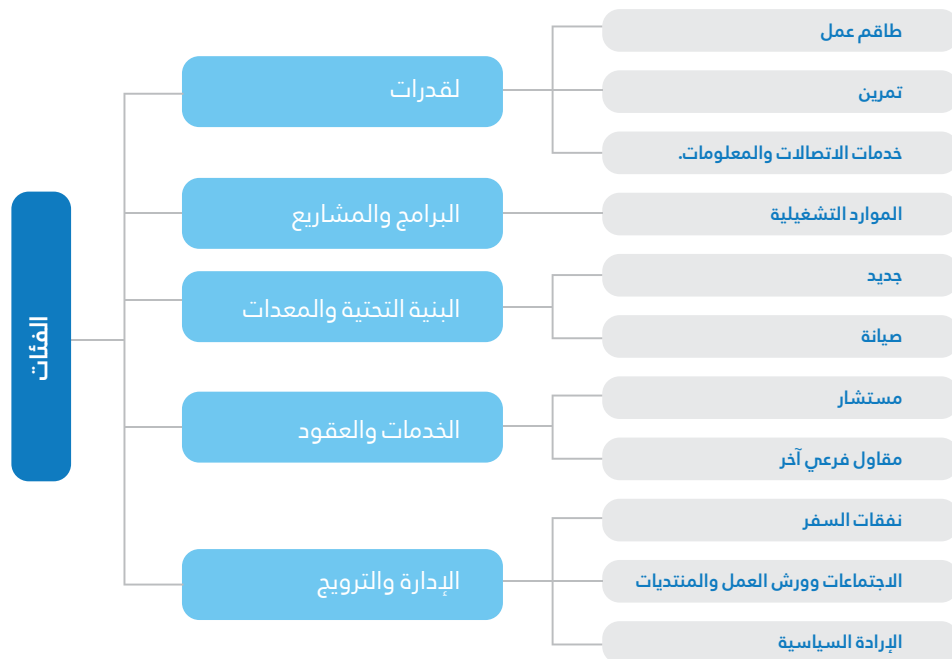 الفئات
لقدرات
طاقم عمل
تمرين
خدمات الاتصالات والمعلومات.
البرامج والمشاريع
الموارد التشغيلية
البنية التحتية والمعدات
جديد
صيانة
الخدمات والعقود
مستشار
مقاول فرعي آخر
الإدارة والترويج
نفقات السفر
الاجتماعات وورش العمل والمنتديات
الإرادة السياسية